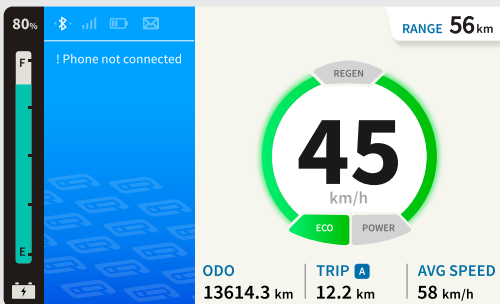 80%
F
E
! Phone not connected
RANGE 56 km
REGEN
45
km/h
ECO
POWER
ODO
13614.3 km
TRIP A
12.2 km
AVG SPEED
58 km/h